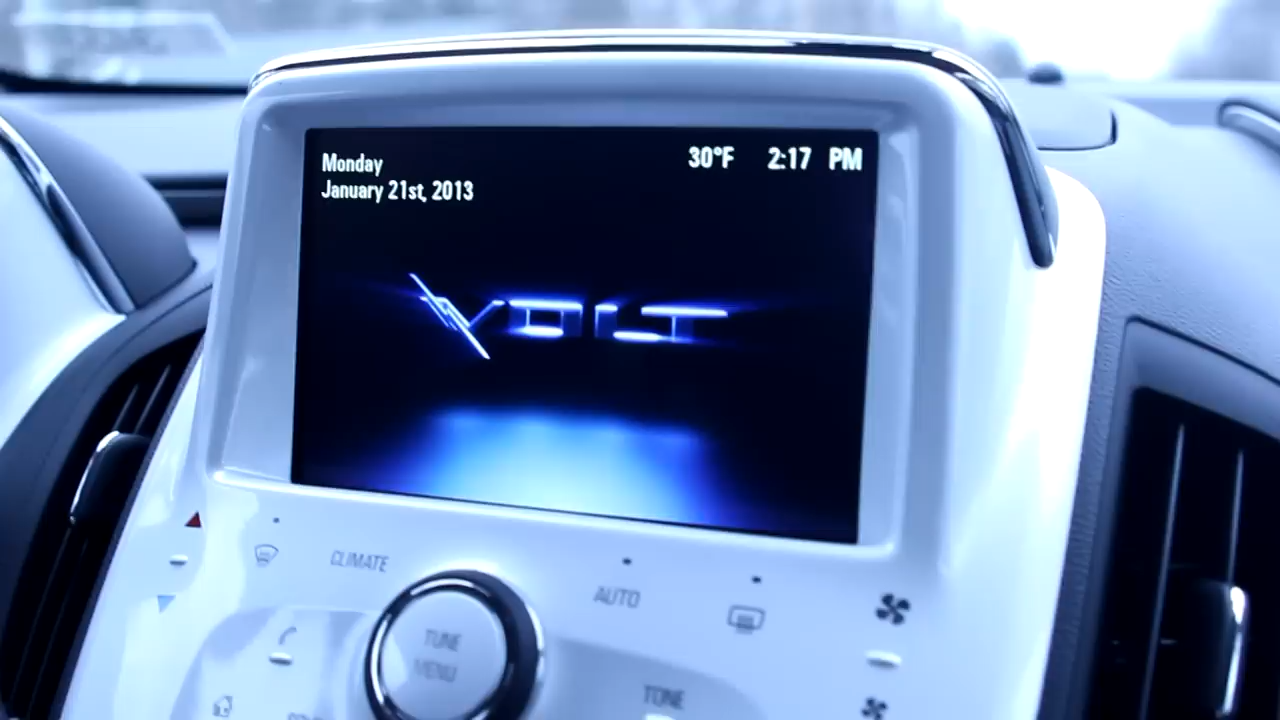 Monday
30°F 2:17 PM
January 21st, 2013
VOLT
CLIMATE
AUTO
TUNE
MENU
TONE